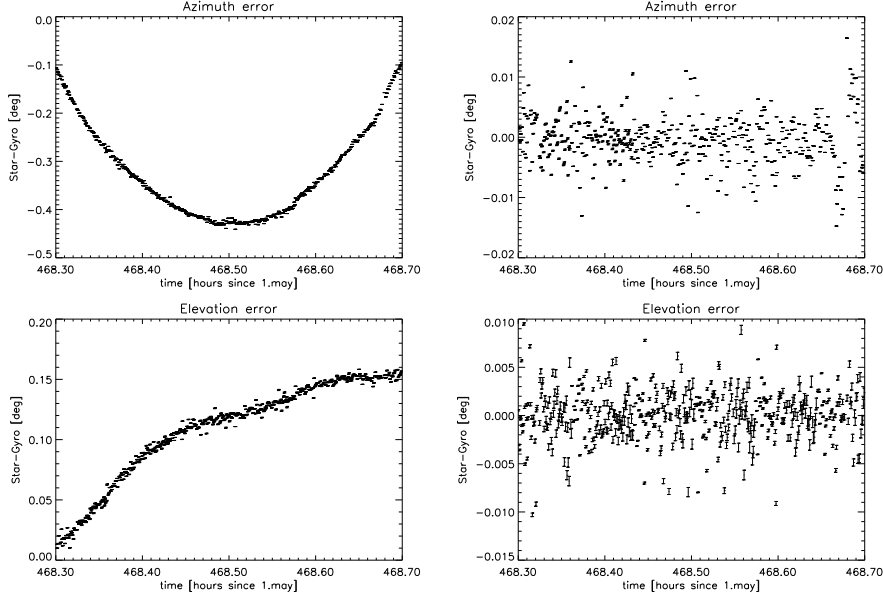 Azimuth error
0.0
-0.1
-0.2
-0.3
-0.4
-0.5
Star-Gyro [deg]
468.30 468.40 468.50 468.60 468.70
time [hours since 1.may]
Azimuth error
0.02
0.01
0.00
-0.01
-0.02
Star-Gyro [deg]
468.30 468.40 468.50 468.60 468.70
time [hours since 1.may]
Elevation error
0.20
0.15
0.10
0.05
0.00
Star-Gyro [deg]
468.30 468.40 468.50 468.60 468.70
time [hours since 1.may]
Elevation error
0.010
0.005
0.000
-0.005
-0.010
-0.015
Star-Gyro [deg]
468.30 468.40 468.50 468.60 468.70
time [hours since 1.may]